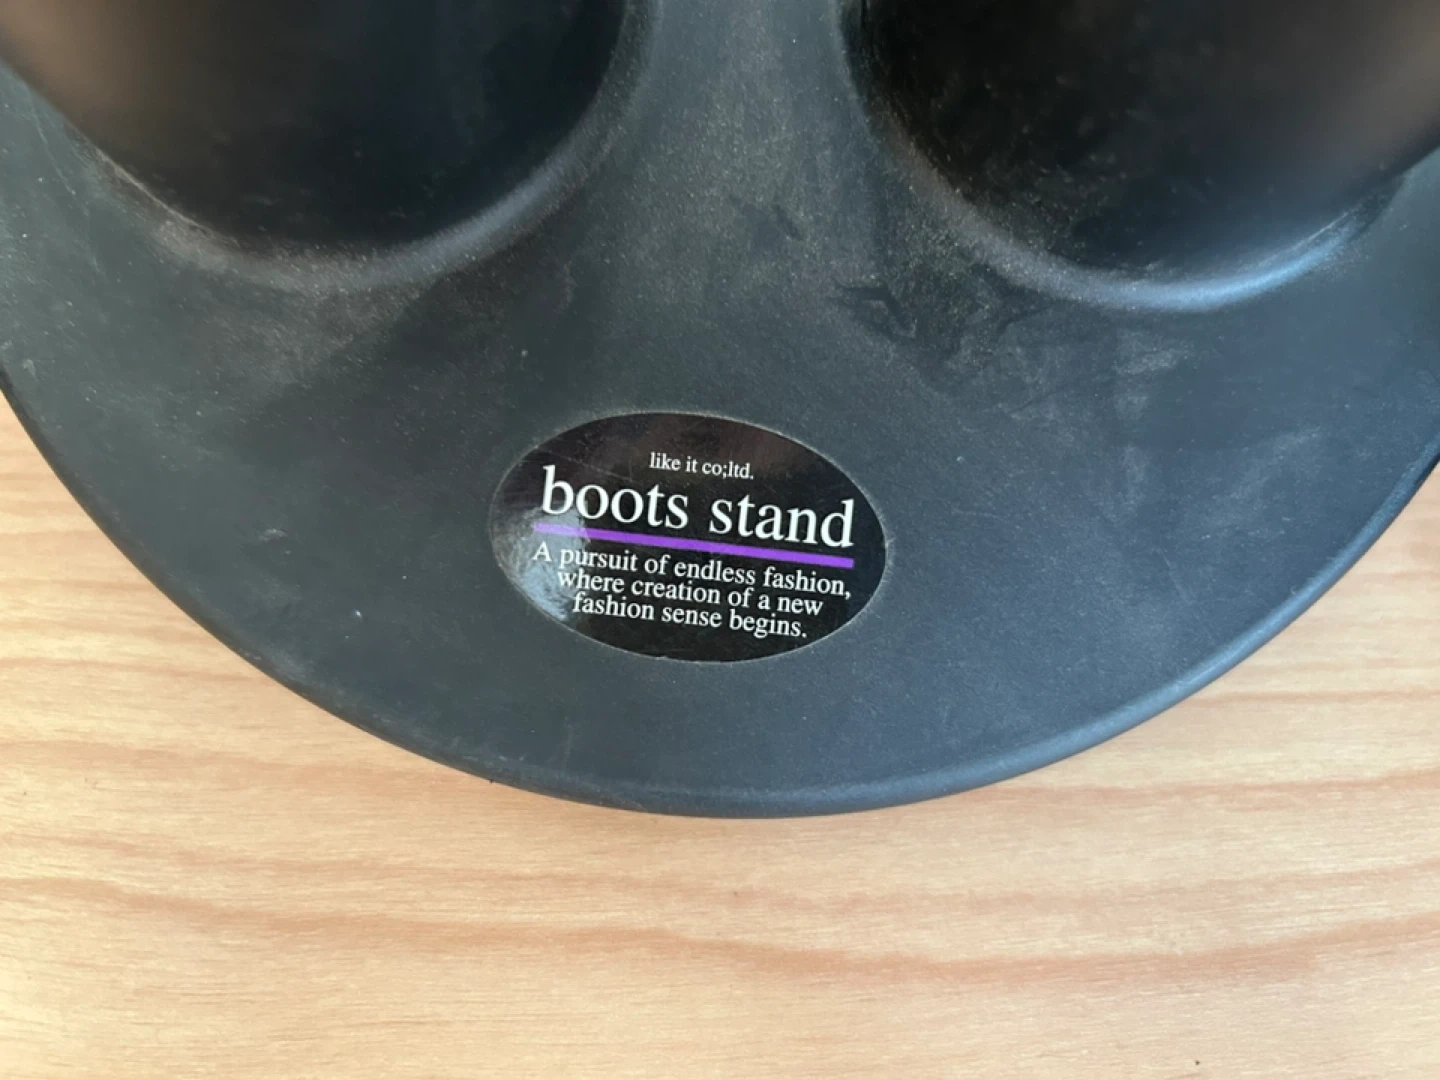 like it co;ltd.
boots stand
A pursuit of endless fashion,
where creation of a new
fashion sense begins.